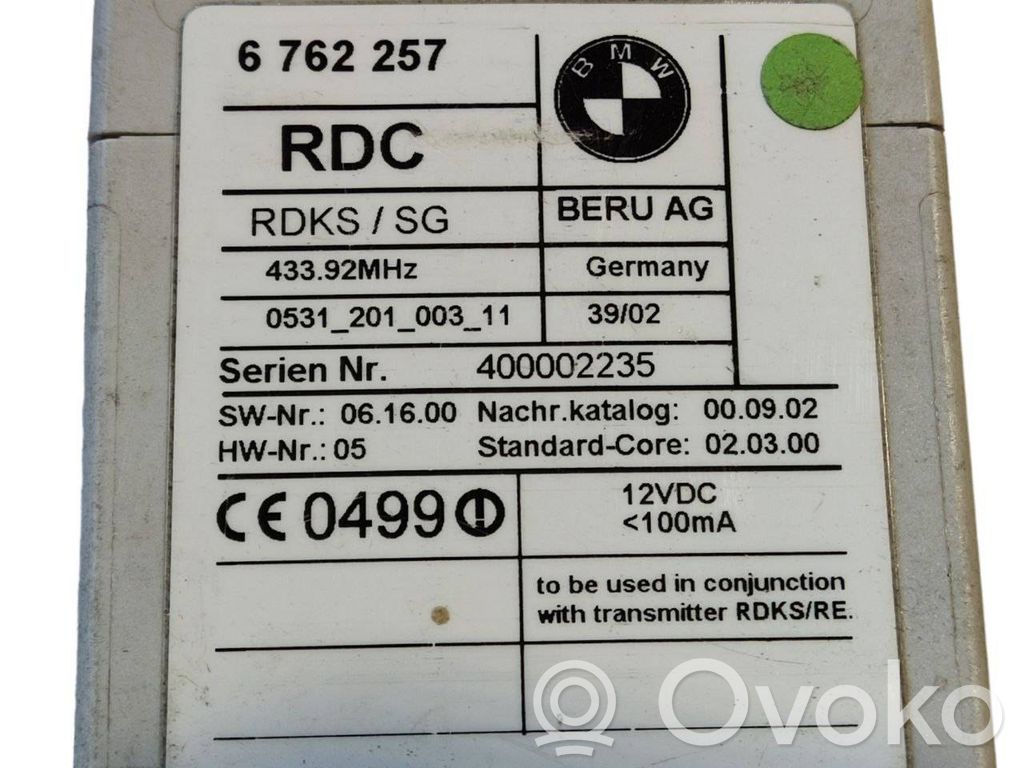 6 762 257
BMW
RDC
RDKS / SG
BERU AG
433.92MHz
Germany
0531_201_003_11
39/02
Serien Nr. 400002235
SW-Nr.: 06.16.00 Nachr.katalog: 00.09.02
HW-Nr.: 05 Standard-Core: 02.03.00
CE 0499
12VDC
<100mA
to be used in conjunction
with transmitter RDKS/RE.
Ovoko